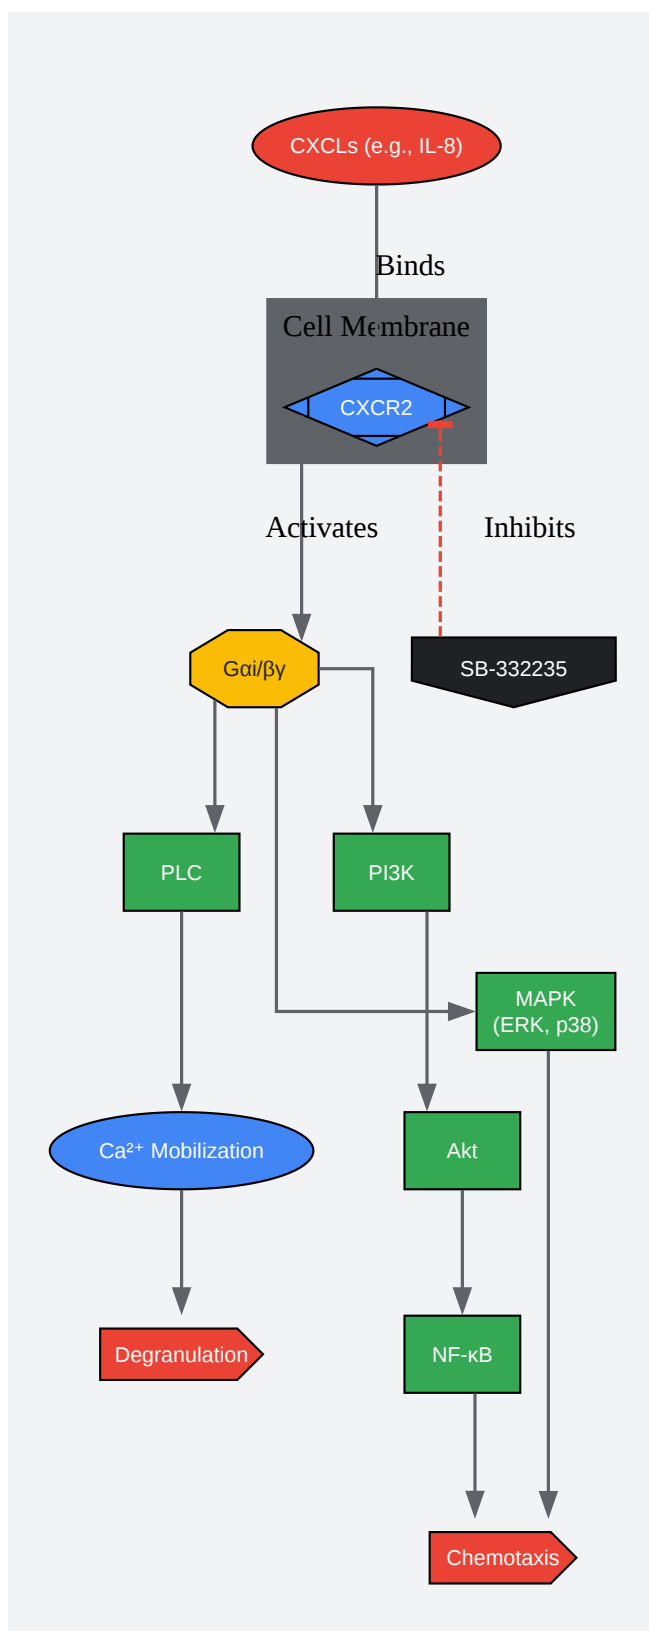 CXCLs (e.g., IL-8)
Binds
Cell Membrane
CXCR2
Activates
Inhibits
Gαi/βγ
SB-332235
PLC
PI3K
MAPK
(ERK, p38)
Ca²⁺ Mobilization
Akt
Degranulation
NF-κB
Chemotaxis